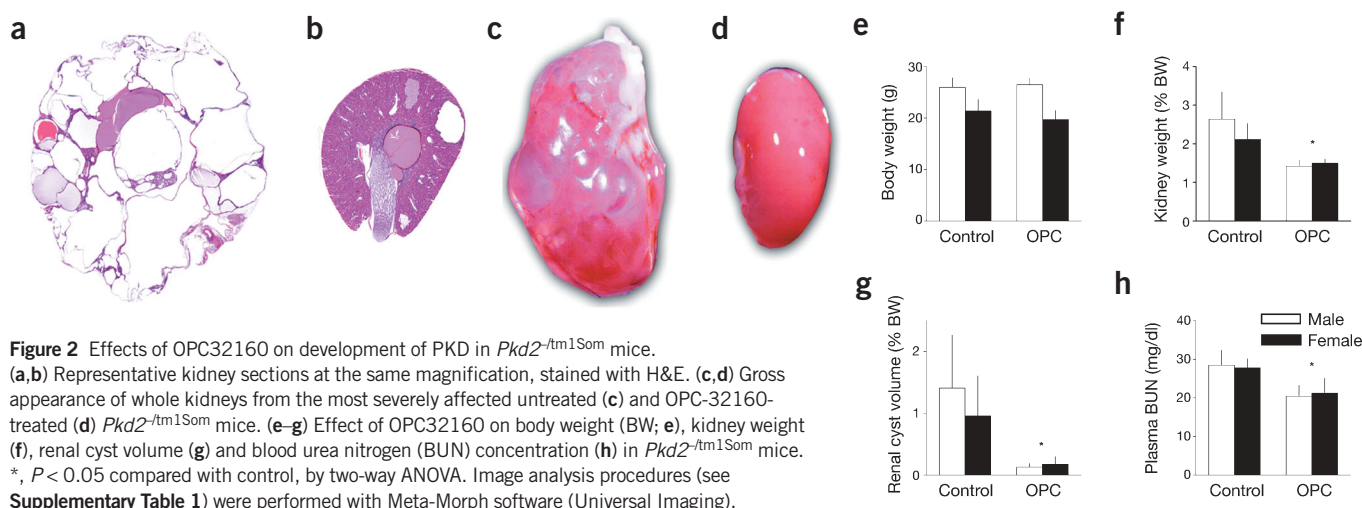 a
b
c
d
e
f
Body weight (g)
30
20
10
0
Control
OPC
Kidney weight (% BW)
4
3
2
1
0
Control
OPC
*
g
h
Renal cyst volume (% BW)
2
1
0
Control
OPC
*
Plasma BUN (mg/dl)
40
30
20
10
0
Control
OPC
*
Male
Female
Figure 2 Effects of OPC32160 on development of PKD in Pkd2–/tm1Som mice.
(a,b) Representative kidney sections at the same magnification, stained with H&E. (c,d) Gross
appearance of whole kidneys from the most severely affected untreated (c) and OPC-32160-
treated (d) Pkd2–/tm1Som mice. (e–g) Effect of OPC32160 on body weight (BW; e), kidney weight
(f), renal cyst volume (g) and blood urea nitrogen (BUN) concentration (h) in Pkd2–/tm1Som mice.
*, P < 0.05 compared with control, by two-way ANOVA. Image analysis procedures (see
Supplementary Table 1) were performed with Meta-Morph software (Universal Imaging).